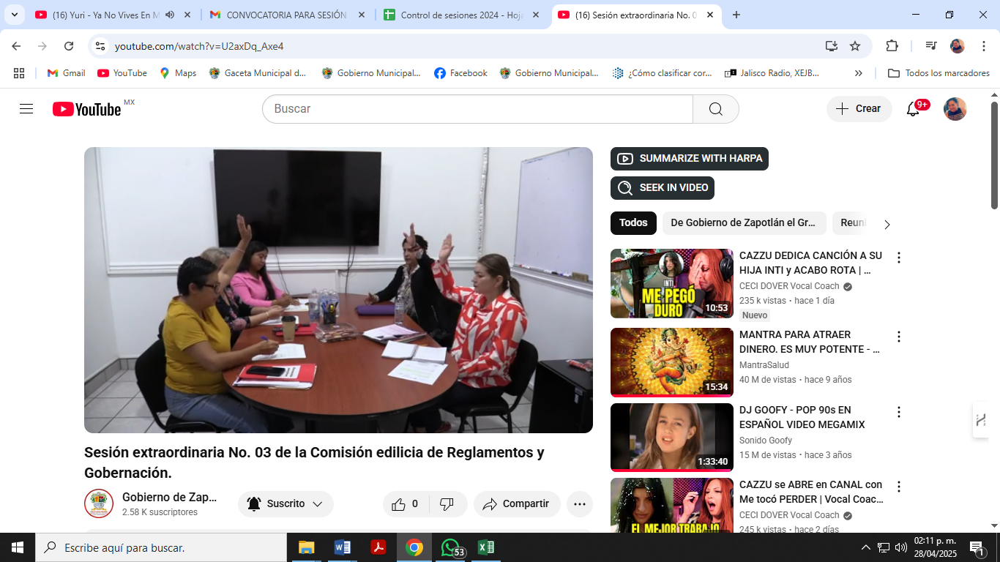 (16) Yuri - Ya No Vives En M
CONVOCATORIA PARA SESIÓN
Control de sesiones 2024 - Hoja
(16) Sesión extraordinaria No. 0
youtube.com/watch?v=U2axDq_Axe4
Gmail
YouTube
Maps
Gaceta Municipal d...
Gobierno Municipal...
Facebook
Gobierno Municipal...
¿Cómo clasificar cor...
Jalisco Radio, XEJB...
»
Todos los marcadores
YouTube MX
Buscar
Crear
9+
SUMMARIZE WITH HARPA
SEEK IN VIDEO
Todos
De Gobierno de Zapotlán el Gr...
Reuni
INTI
ME PEGÓ
DURO
10:53
CAZZU DEDICA CANCIÓN A SU
HIJA INTI y ACABO ROTA | ...
CECI DOVER Vocal Coach
235 k vistas • hace 1 día
Nuevo
15:34
MANTRA PARA ATRAER
DINERO. ES MUY POTENTE - ...
MantraSalud
40 M de vistas • hace 9 años
1:33:40
DJ GOOFY - POP 90s EN
ESPAÑOL VIDEO MEGAMIX
Sonido Goofy
15 M de vistas • hace 3 años
EL MEJOR TRABAJO
CAZZU se ABRE en CANAL con
Me tocó PERDER | Vocal Coac...
CECI DOVER Vocal Coach
245 k vistas • hace 2 días
Sesión extraordinaria No. 03 de la Comisión edilicia de Reglamentos y
Gobernación.
Gobierno de Zap...
2.58 K suscriptores
Suscrito
0
Compartir
Escribe aquí para buscar.
53
02:11 p. m.
28/04/2025
1